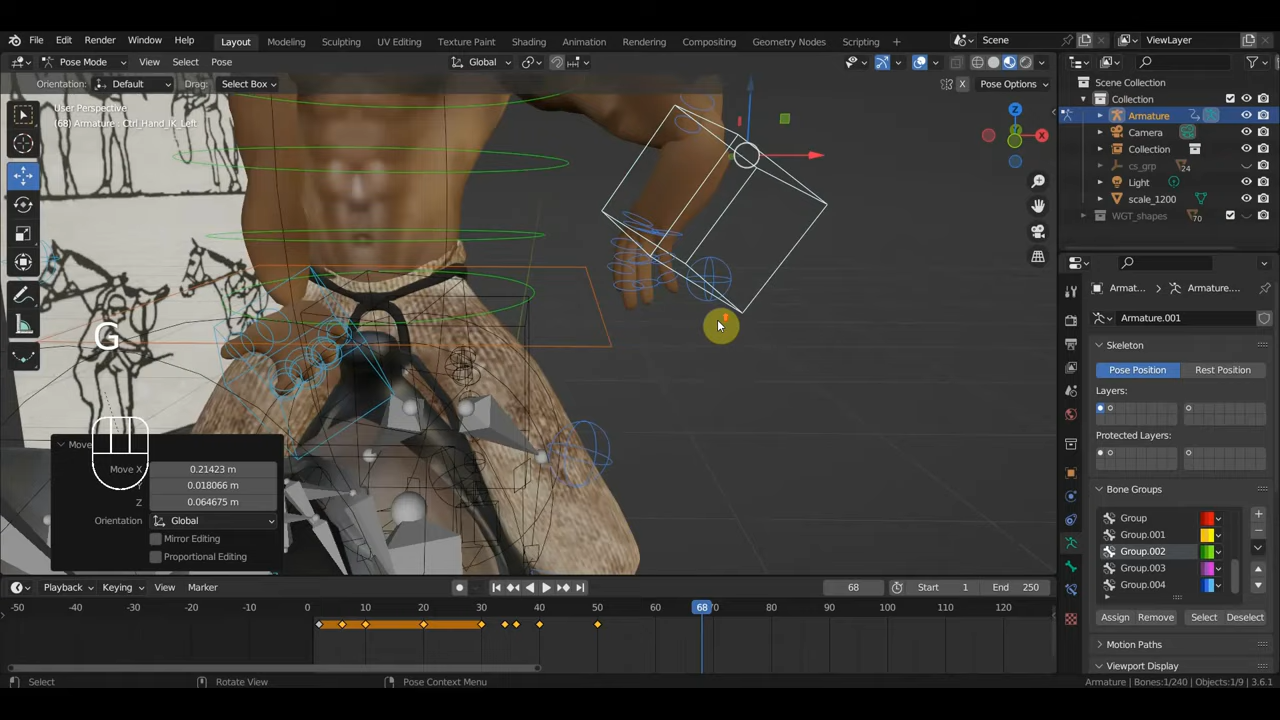 File Edit Render Window Help Layout Modeling Sculpting UV Editing Texture Paint Shading Animation Rendering Compositing Geometry Nodes Scripting + Scene ViewLayer
Pose Mode View Select Pose Global
Orientation: Default Drag: Select Box X Pose Options
User Perspective
(68) Armature : Ctrl_Hand_IK_Left
Z
X
Scene Collection
Collection
Armature
Camera
Collection
cs_grp 24
Light
scale_1200
WGT_shapes 70
Armat... Armature....
Armature.001
Skeleton
Pose Position Rest Position
Layers:
Protected Layers:
Bone Groups
Group
Group.001
Group.002
Group.003
Group.004
Assign Remove Select Deselect
Motion Paths
Viewport Display
G
Move
Move X 0.21423 m
0.018066 m
Z 0.064675 m
Orientation Global
Mirror Editing
Proportional Editing
Playback Keying View Marker 68 Start 1 End 250
-50 -40 -30 -20 -10 0 10 20 30 40 50 60 68 70 80 90 100 110 120
Select Rotate View Pose Context Menu Armature | Bones:1/240 | Objects:1/9 | 3.6.1